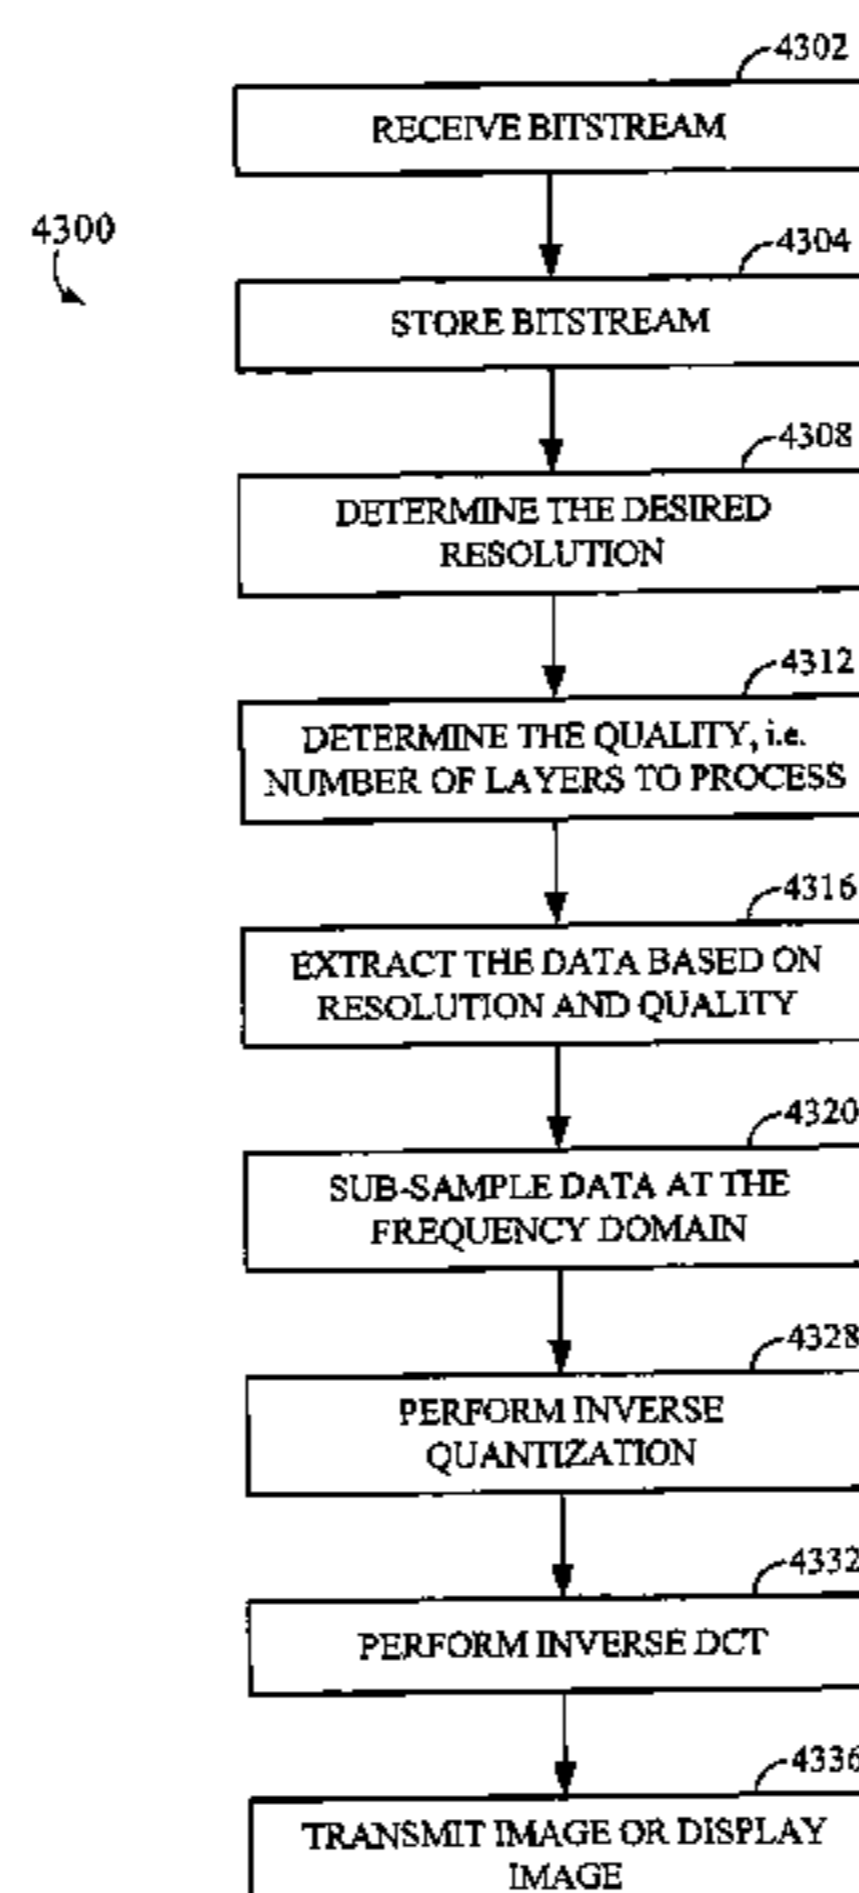 4302
RECEIVE BITSTREAM
4300
4304
STORE BITSTREAM
4308
DETERMINE THE DESIRED
RESOLUTION
4312
DETERMINE THE QUALITY, i.e.
NUMBER OF LAYERS TO PROCESS
4316
EXTRACT THE DATA BASED ON
RESOLUTION AND QUALITY
4320
SUB-SAMPLE DATA AT THE
FREQUENCY DOMAIN
4328
PERFORM INVERSE
QUANTIZATION
4332
PERFORM INVERSE DCT
4336
TRANSMIT IMAGE OR DISPLAY
IMAGE